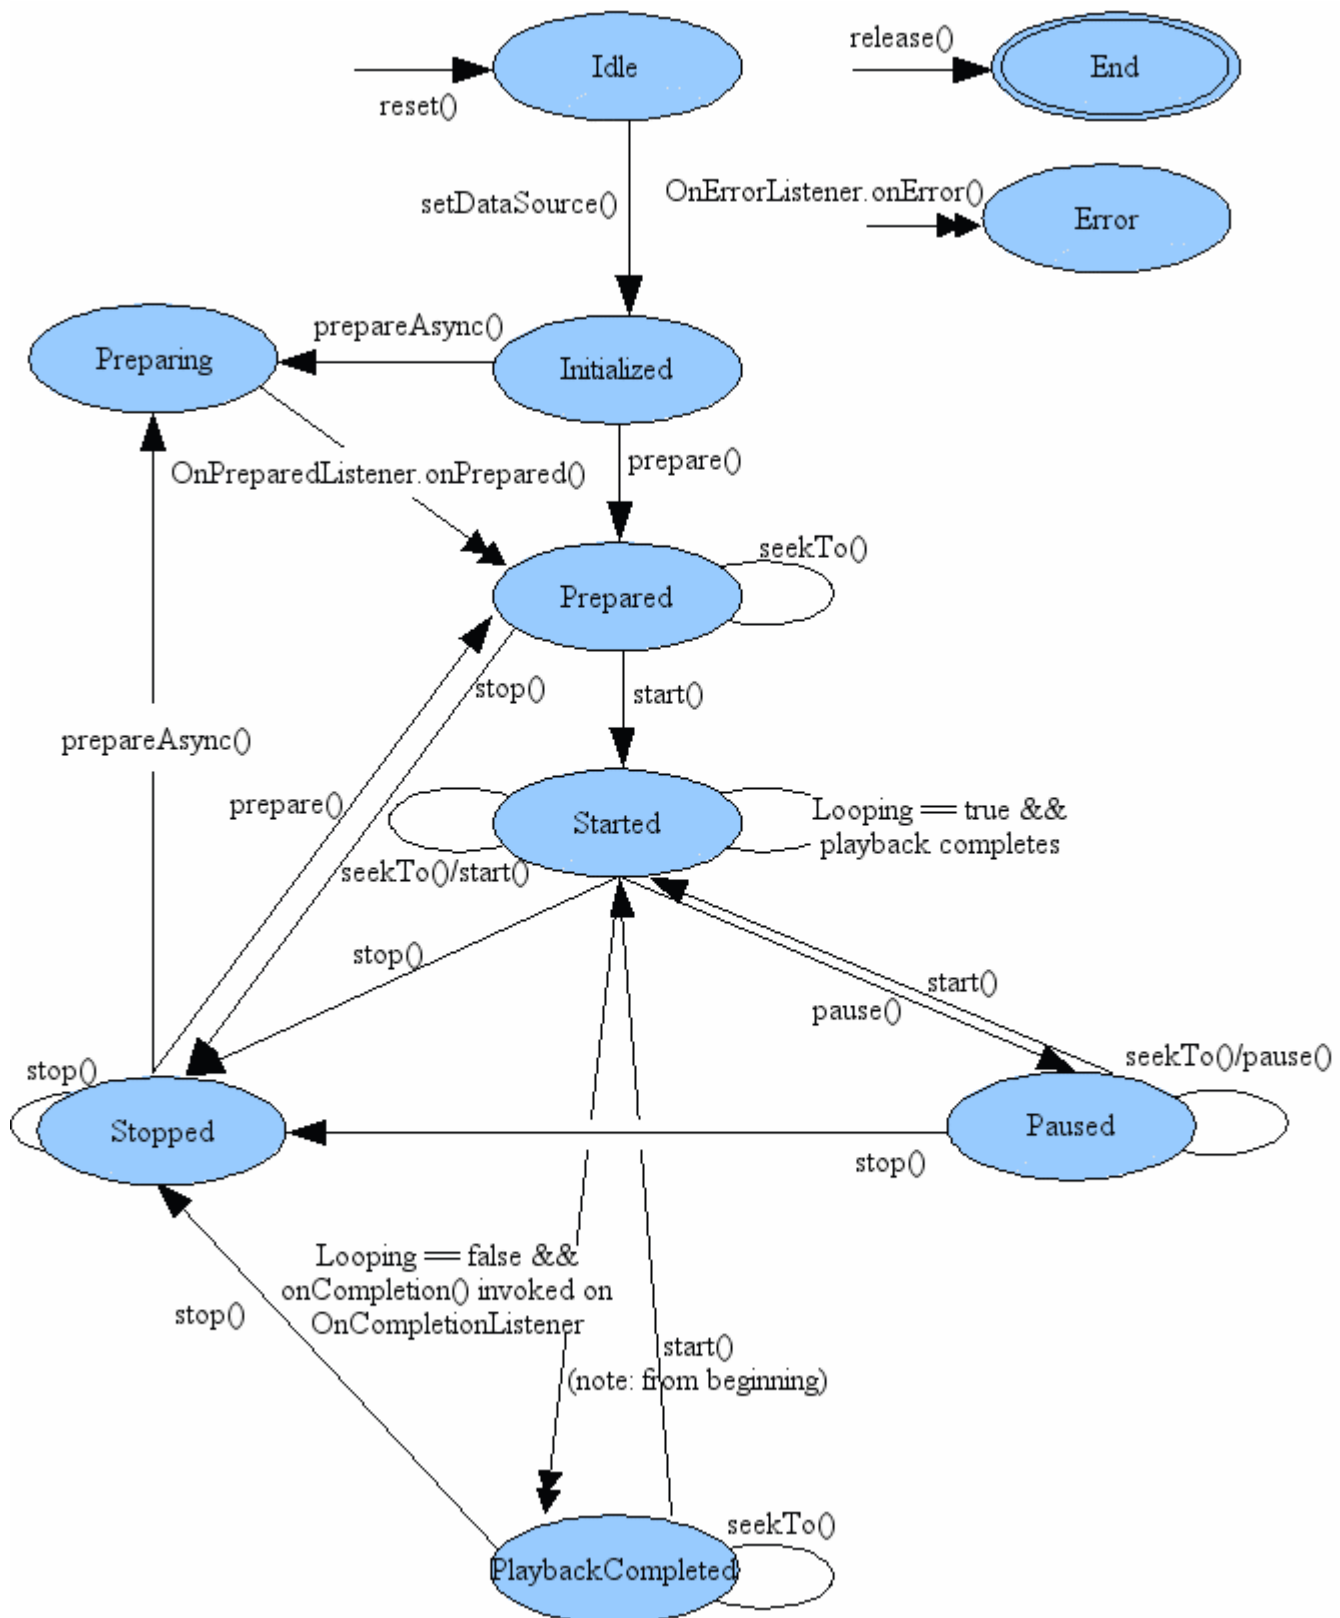 Idle
release()
End
reset()
setDataSource()
OnErrorListener.onError()
Error
prepareAsync()
Preparing
Initialized
OnPreparedListener.onPrepared()
prepare()
seekTo()
Prepared
stop()
start()
prepareAsync()
prepare()
Started
Looping == true &&
playback completes
seekTo()/start()
stop()
start()
pause()
stop()
seekTo()/pause()
Stopped
Paused
stop()
Looping == false &&
onCompletion() invoked on
OnCompletionListener
stop()
start()
(note: from beginning)
seekTo()
PlaybackCompleted